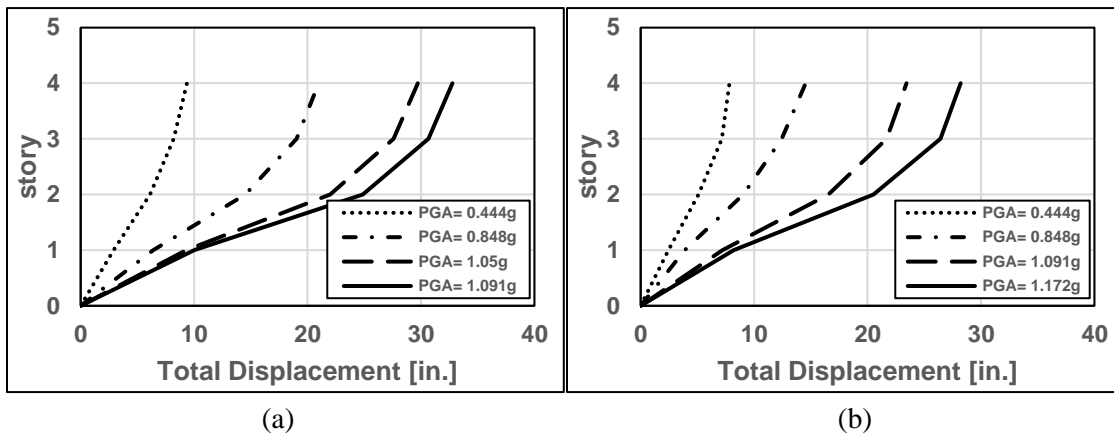 5
4
3
2
1
0
story
0 10 20 30 40
Total Displacement [in.]
PGA= 0.444g
PGA= 0.848g
PGA= 1.05g
PGA= 1.091g
(a)
5
4
3
2
1
0
story
0 10 20 30 40
Total Displacement [in.]
PGA= 0.444g
PGA= 0.848g
PGA= 1.091g
PGA= 1.172g
(b)